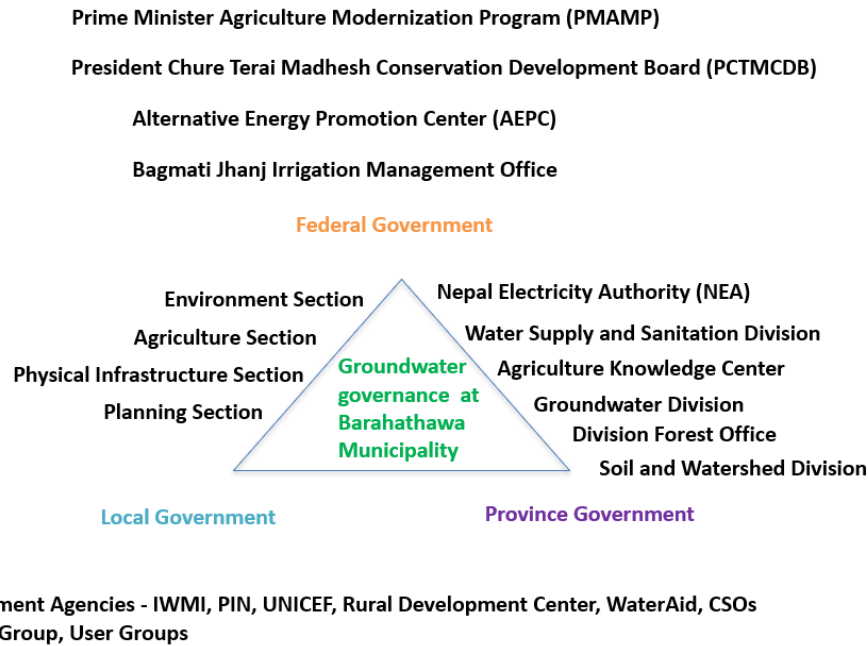 Prime Minister Agriculture Modernization Program (PMAMP)
President Chure Terai Madhesh Conservation Development Board (PCTMCDB)
Alternative Energy Promotion Center (AEPC)
Bagmati Jhanj Irrigation Management Office
Federal Government
Environment Section
Agriculture Section
Physical Infrastructure Section
Planning Section
Local Government
Groundwater
governance at
Barahathawa
Municipality
Nepal Electricity Authority (NEA)
Water Supply and Sanitation Division
Agriculture Knowledge Center
Groundwater Division
Division Forest Office
Soil and Watershed Division
Province Government
ment Agencies - IWMI, PIN, UNICEF, Rural Development Center, WaterAid, CSOs
Group, User Groups